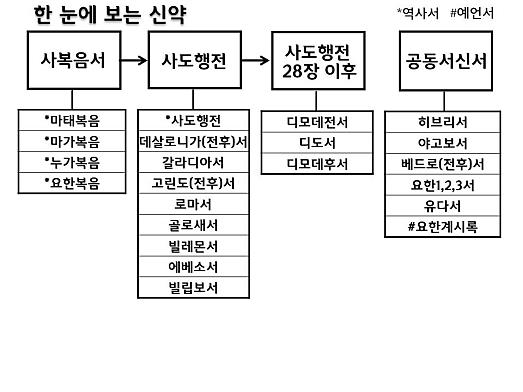 한 눈에 보는 신약
*역사서 #예언서
사복음서
*마태복음
*마가복음
*누가복음
*요한복음
사도행전
*사도행전
데살로니가(전후)서
갈라디아서
고린도(전후)서
로마서
골로새서
빌레몬서
에베소서
빌립보서
사도행전
28장 이후
디모데전서
디도서
디모데후서
공동서신서
히브리서
야고보서
베드로(전후)서
요한1,2,3서
유다서
#요한계시록